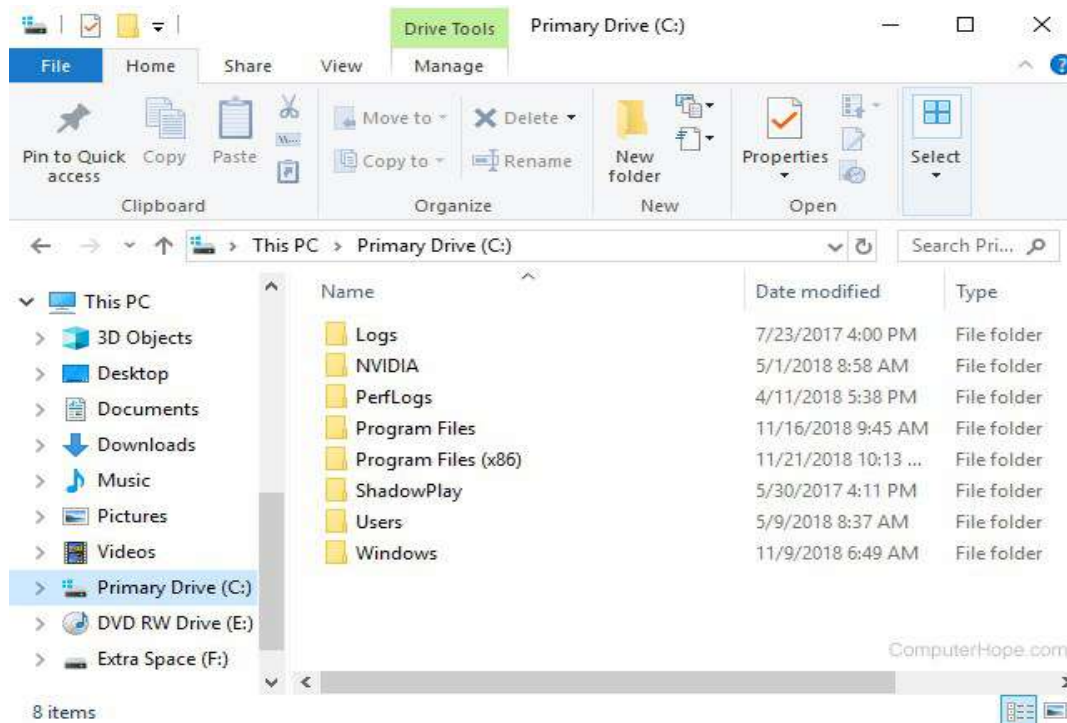 Drive Tools Primary Drive (C:)
File Home Share View Manage
Pin to Quick access
Copy
Paste
Clipboard
Move to
Copy to
Delete
Rename
Organize
New folder
New
Properties
Open
Select
This PC > Primary Drive (C:)
Search Pri...
This PC
3D Objects
Desktop
Documents
Downloads
Music
Pictures
Videos
Primary Drive (C:)
DVD RW Drive (E:)
Extra Space (F:)
Name Date modified Type
Logs 7/23/2017 4:00 PM File folder
NVIDIA 5/1/2018 8:58 AM File folder
PerfLogs 4/11/2018 5:38 PM File folder
Program Files 11/16/2018 9:45 AM File folder
Program Files (x86) 11/21/2018 10:13 ... File folder
ShadowPlay 5/30/2017 4:11 PM File folder
Users 5/9/2018 8:37 AM File folder
Windows 11/9/2018 6:49 AM File folder
ComputerHope.com
8 items